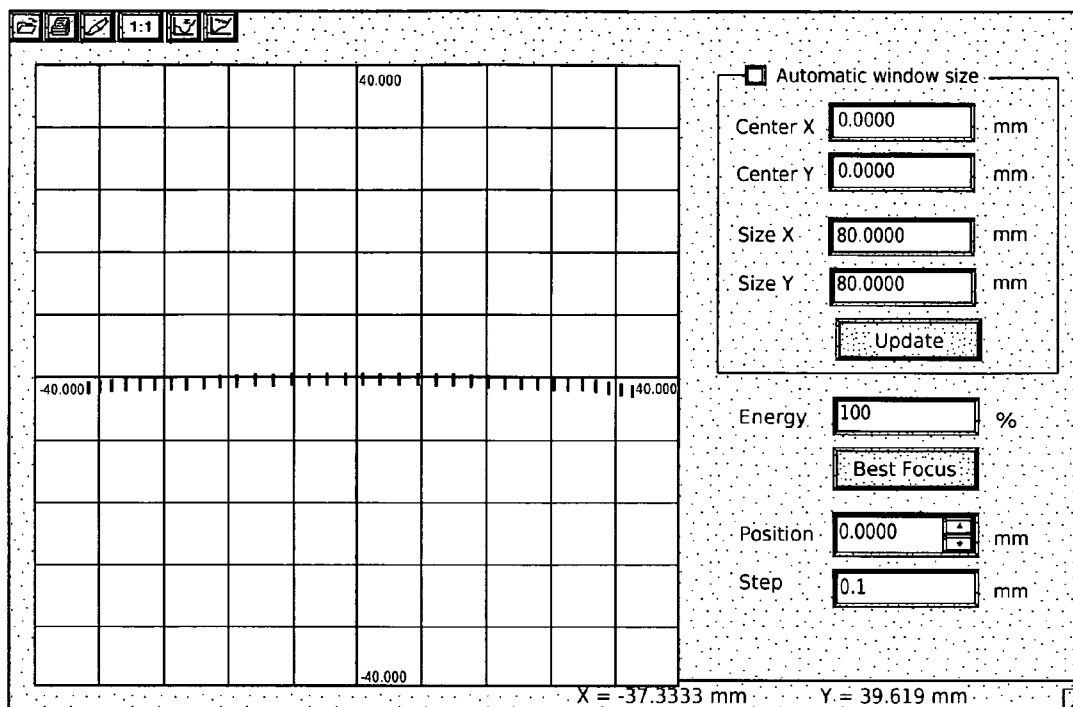 1:1
40.000
-40.000
40.000
-40.000
Automatic window size
Center X 0.0000 mm
Center Y 0.0000 mm
Size X 80.0000 mm
Size Y 80.0000 mm
Update
Energy 100 %
Best Focus
Position 0.0000 mm
Step 0.1 mm
X = -37.3333 mm Y = 39.619 mm